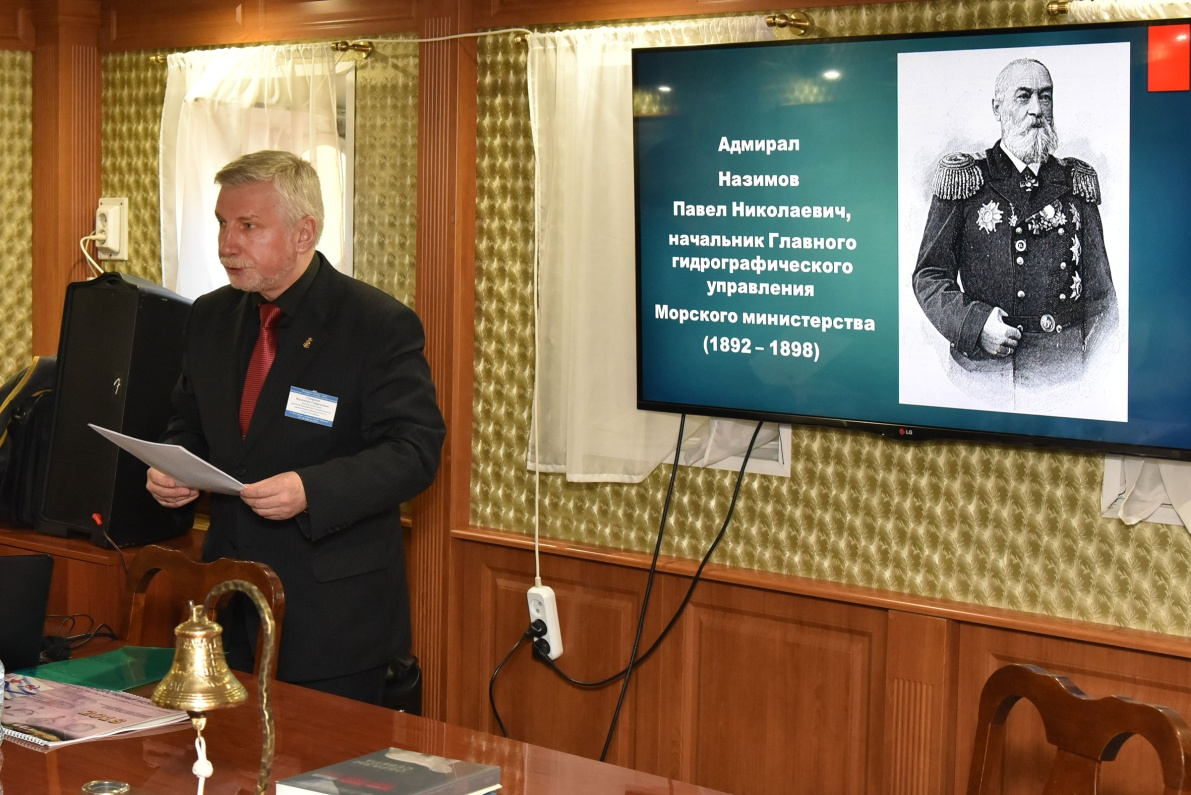 Адмирал
Назимов
Павел Николаевич,
начальник Главного
гидрографического
управления
Морского министерства
(1892 – 1898)
LG